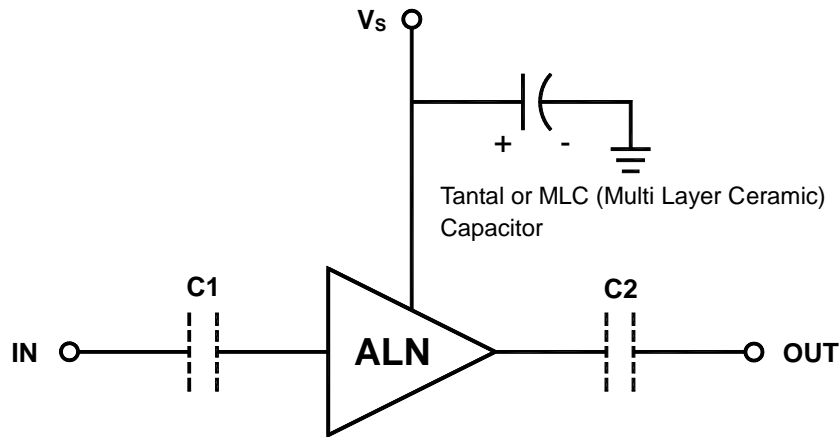 Vs
+ -
Tantal or MLC (Multi Layer Ceramic)
Capacitor
C1 C2
IN ALN OUT